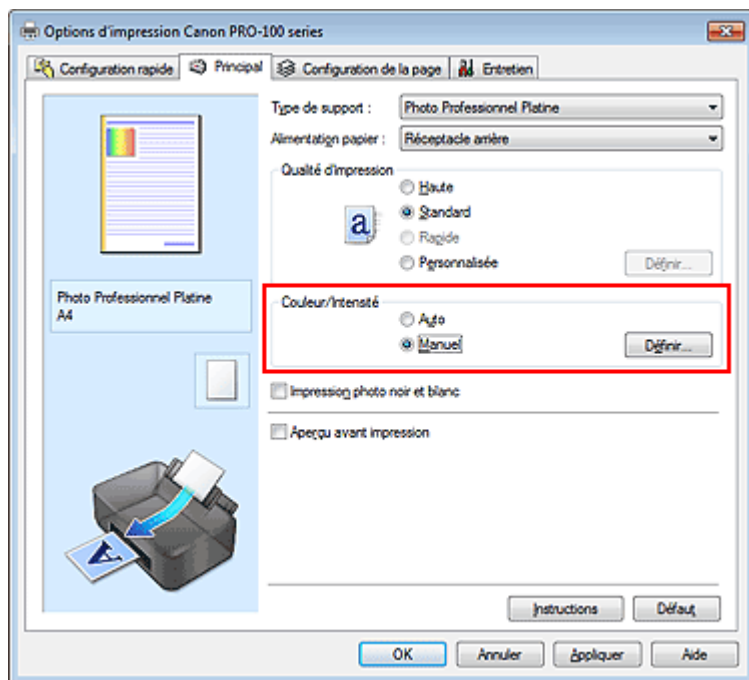 Options d'impression Canon PRO-100 series
Configuration rapide Principal Configuration de la page Entretien
Type de support : Photo Professionnel Platine
Alimentation papier : Réceptacle arrière
Qualité d'impression
Haute
Standard
Rapide
Personnalisée Définir...
Photo Professionnel Platine
A4
Couleur/Intensité
Auto
Manuel Définir...
Impression photo noir et blanc
Aperçu avant impression
Instructions Défaut
OK Annuler Appliquer Aide